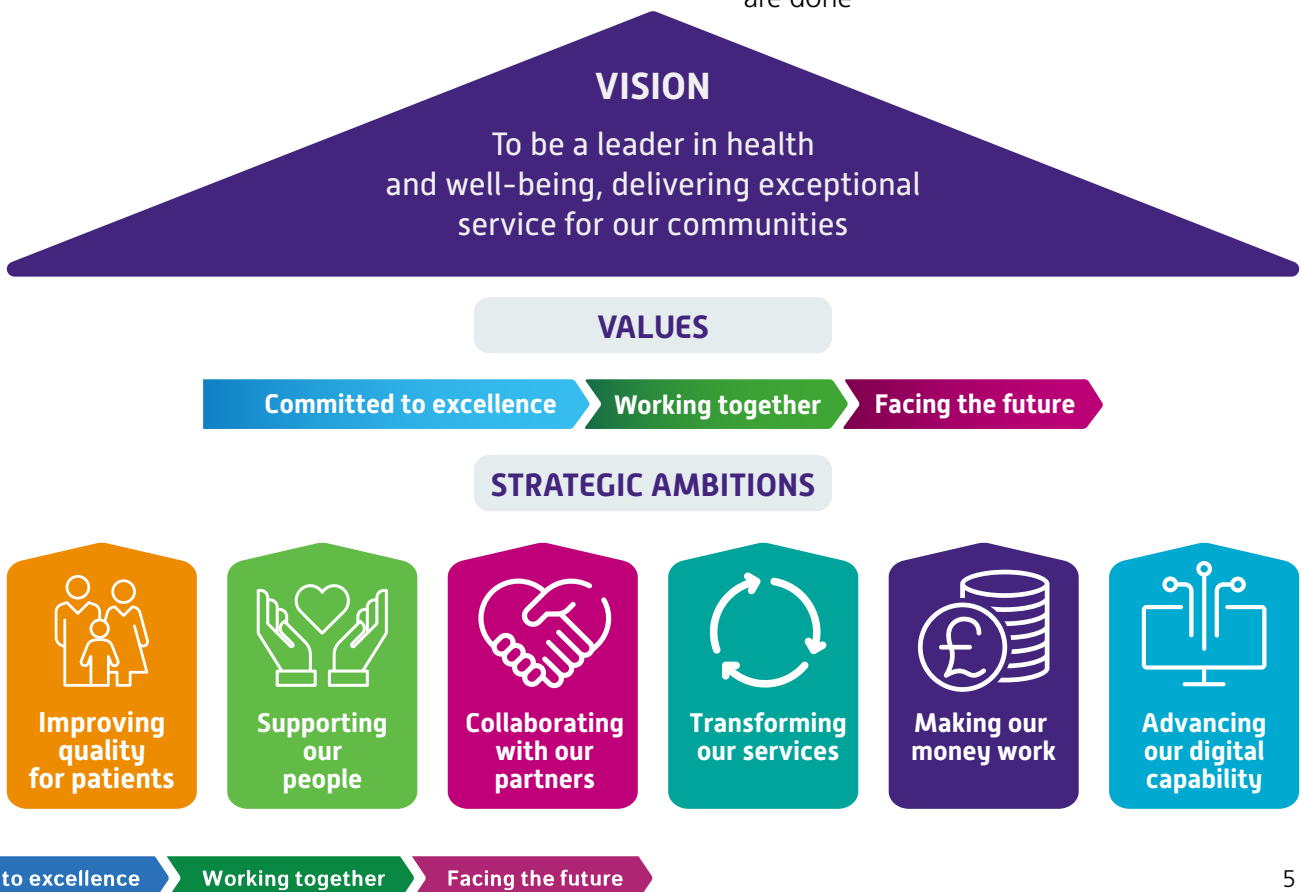 are done
VISION
To be a leader in health
and well-being, delivering exceptional
service for our communities
VALUES
Committed to excellence
Working together
Facing the future
STRATEGIC AMBITIONS
Improving
quality
for patients
Supporting
our
people
Collaborating
with our
partners
Transforming
our services
£
Making our
money work
Advancing
our digital
capability
to excellence
Working together
Facing the future
5